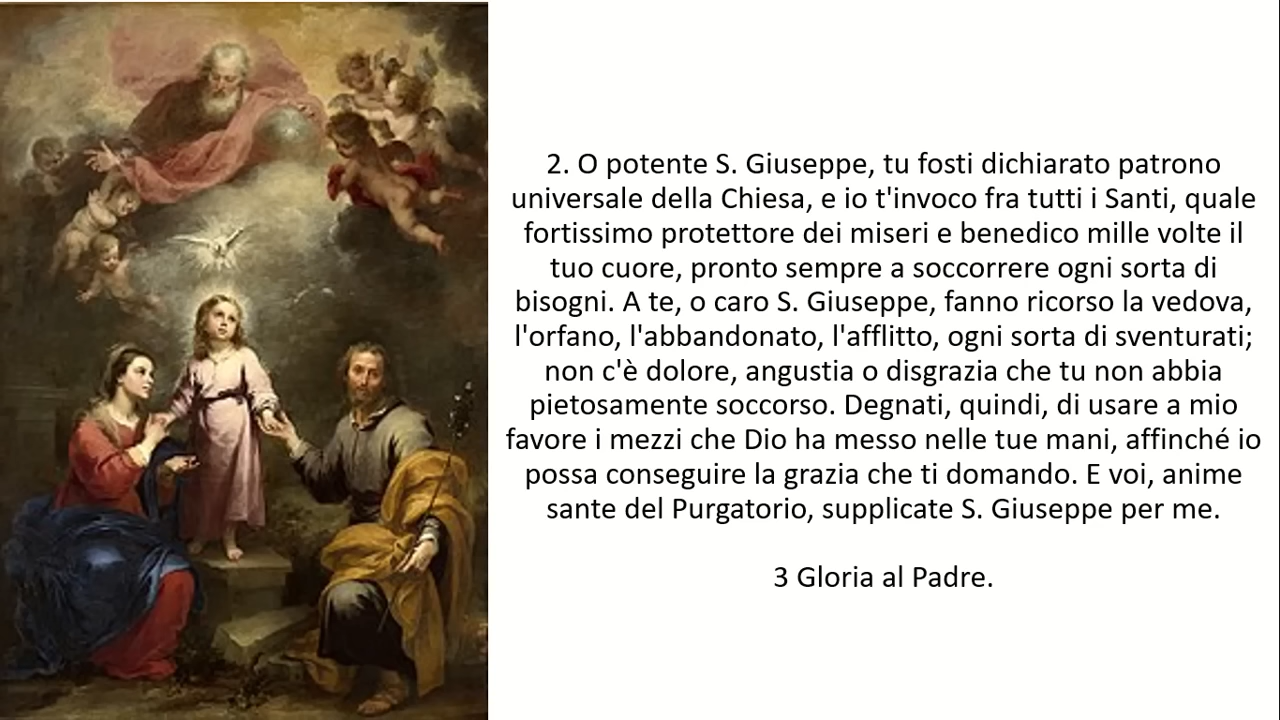 2. O potente S. Giuseppe, tu fosti dichiarato patrono
universale della Chiesa, e io t'invoco fra tutti i Santi, quale
fortissimo protettore dei miseri e benedico mille volte il
tuo cuore, pronto sempre a soccorrere ogni sorta di
bisogni. A te, o caro S. Giuseppe, fanno ricorso la vedova,
l'orfano, l'abbandonato, l'afflitto, ogni sorta di sventurati;
non c'è dolore, angustia o disgrazia che tu non abbia
pietosamente soccorso. Degnati, quindi, di usare a mio
favore i mezzi che Dio ha messo nelle tue mani, affinché io
possa conseguire la grazia che ti domando. E voi, anime
sante del Purgatorio, supplicate S. Giuseppe per me.
3 Gloria al Padre.